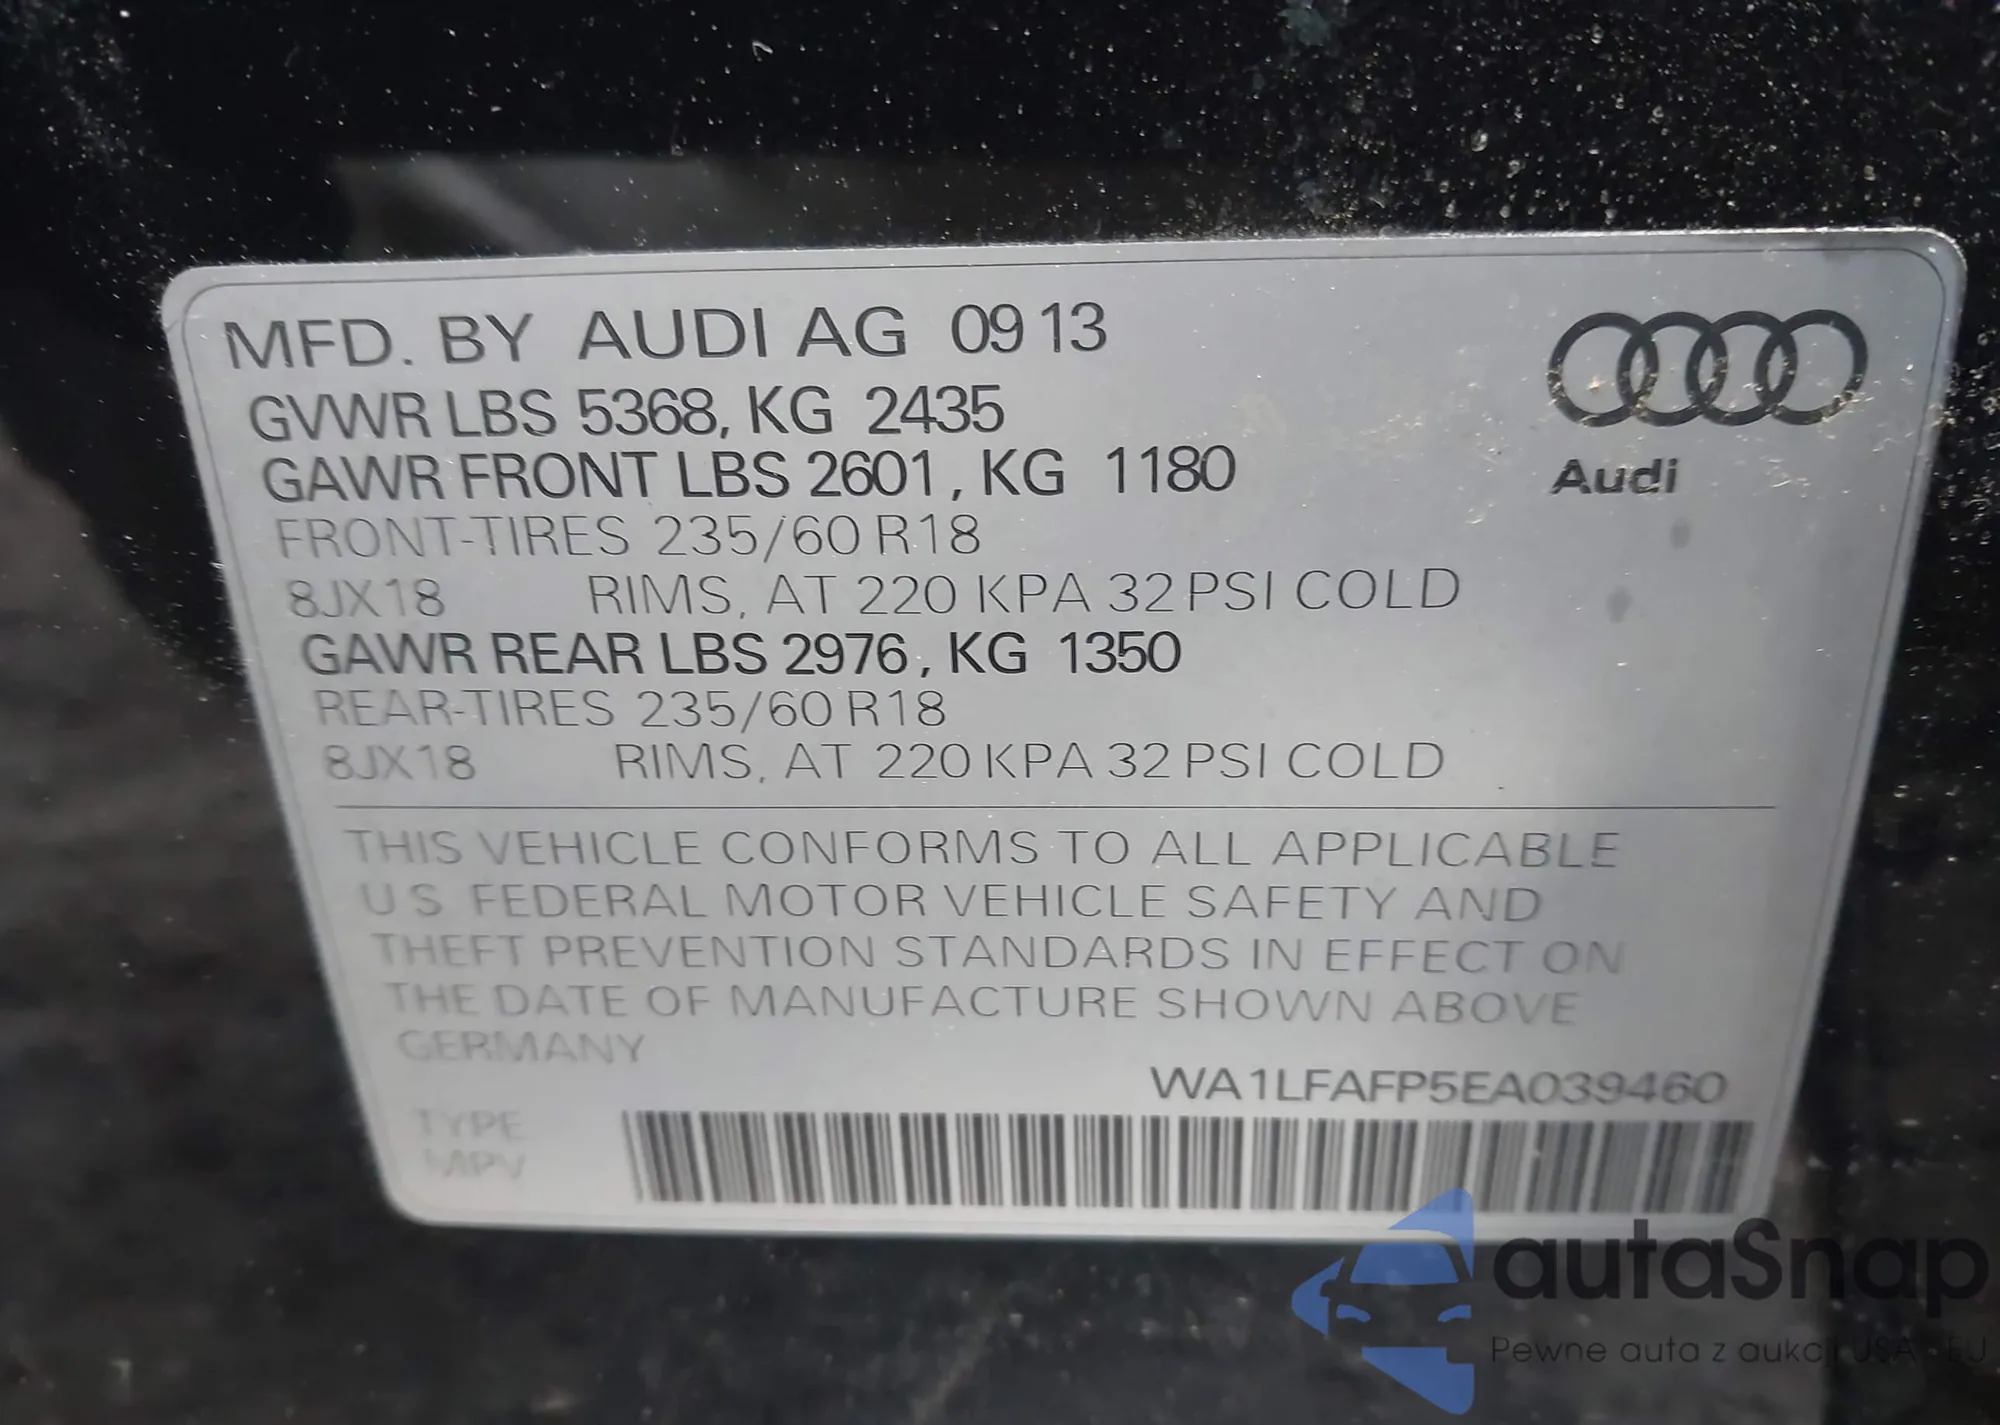 MFD. BY AUDI AG 09 13
GVWR LBS 5368, KG 2435
GAWR FRONT LBS 2601, KG 1180
FRONT-TIRES 235/60 R18
8JX18 RIMS, AT 220 KPA 32 PSI COLD
GAWR REAR LBS 2976, KG 1350
REAR-TIRES 235/60 R18
8JX18 RIMS, AT 220 KPA 32 PSI COLD
Audi
THIS VEHICLE CONFORMS TO ALL APPLICABLE
U S FEDERAL MOTOR VEHICLE SAFETY AND
THEFT PREVENTION STANDARDS IN EFFECT ON
THE DATE OF MANUFACTURE SHOWN ABOVE
GERMANY
WA1LFAFP5EA039460
TYPE
MPV
autaSnap
Pewne auta z aukcji USA - EU